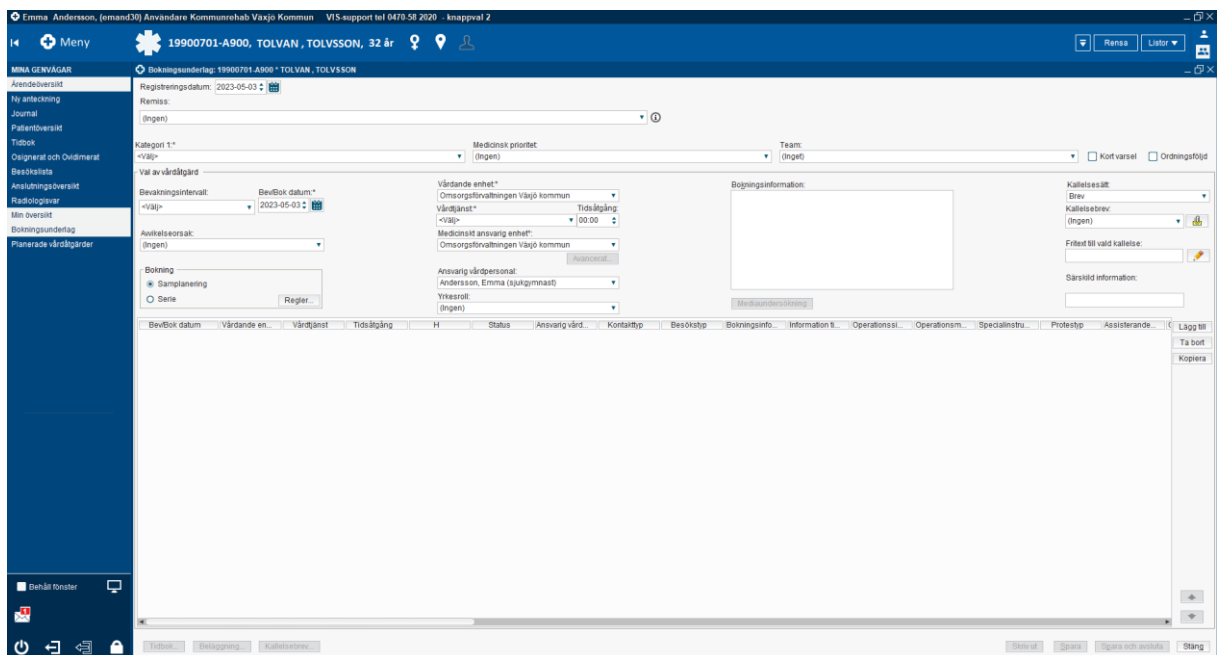 Emma Andersson, (emand30) Användare Kommunrehab Växjö Kommun VIS-support tel 0470-58 2020 - knappval 2
Meny
19900701-A900, TOLVAN , TOLVSSON, 32 år
Rensa
Listor
MINA GENVÄGAR
Ärendeöversikt
Ny anteckning
Journal
Patientöversikt
Tidbok
Osignerat och Ovidimerat
Besökslista
Anslutningsöversikt
Radiologisvar
Min översikt
Bokningsunderlag
Planerade vårdåtgärder
Behåll fönster
1
Bokningsunderlag: 19900701-A900 * TOLVAN , TOLVSSON
Registreringsdatum: 2023-05-03
Remiss:
(Ingen)
Kategori 1:* Medicinsk prioritet: Team:
<Välj> (Ingen) (Inget) Kort varsel Ordningsföljd
Val av vårdåtgärd
Bevakningsintervall: Bev/Bok datum:*
<Välj> 2023-05-03
Avvikelseorsak:
(Ingen)
Bokning
Samplanering
Serie Regler...
Vårdande enhet:*
Omsorgsförvaltningen Växjö kommun
Vårdtjänst:* Tidsåtgång:
<Välj> 00:00
Medicinskt ansvarig enhet*:
Omsorgsförvaltningen Växjö kommun
Avancerat...
Ansvarig vårdpersonal:
Andersson, Emma (sjukgymnast)
Yrkesroll:
(Ingen)
Bokningsinformation:
Mediaundersökning
Kallelsesätt:
Brev
Kallelsebrev:
(Ingen)
Fritext till vald kallelse:
Särskild information:
Bev/Bok datum Vårdande en... Vårdtjänst Tidsåtgång H Status Ansvarig vård... Kontakttyp Besökstyp Bokningsinfo... Information ti... Operationssi... Operationsm... Specialinstru... Protestyp Assisterande...
Lägg till
Ta bort
Kopiera
Tidbok... Beläggning... Kallelsebrev... Skriv ut Spara Spara och avsluta Stäng